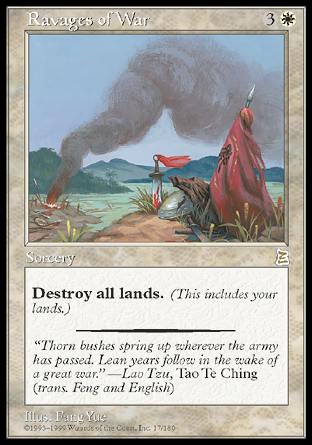 Ravages of War 3
Sorcery
Destroy all lands. (This includes your
lands.)
“Thorn bushes spring up wherever the army
has passed. Lean years follow in the wake of
a great war.” —Lao Tzu, Tao Te Ching
(trans. Feng and English)
Illus. Fang Yue
©1993–1999 Wizards of the Coast, Inc. 17/180